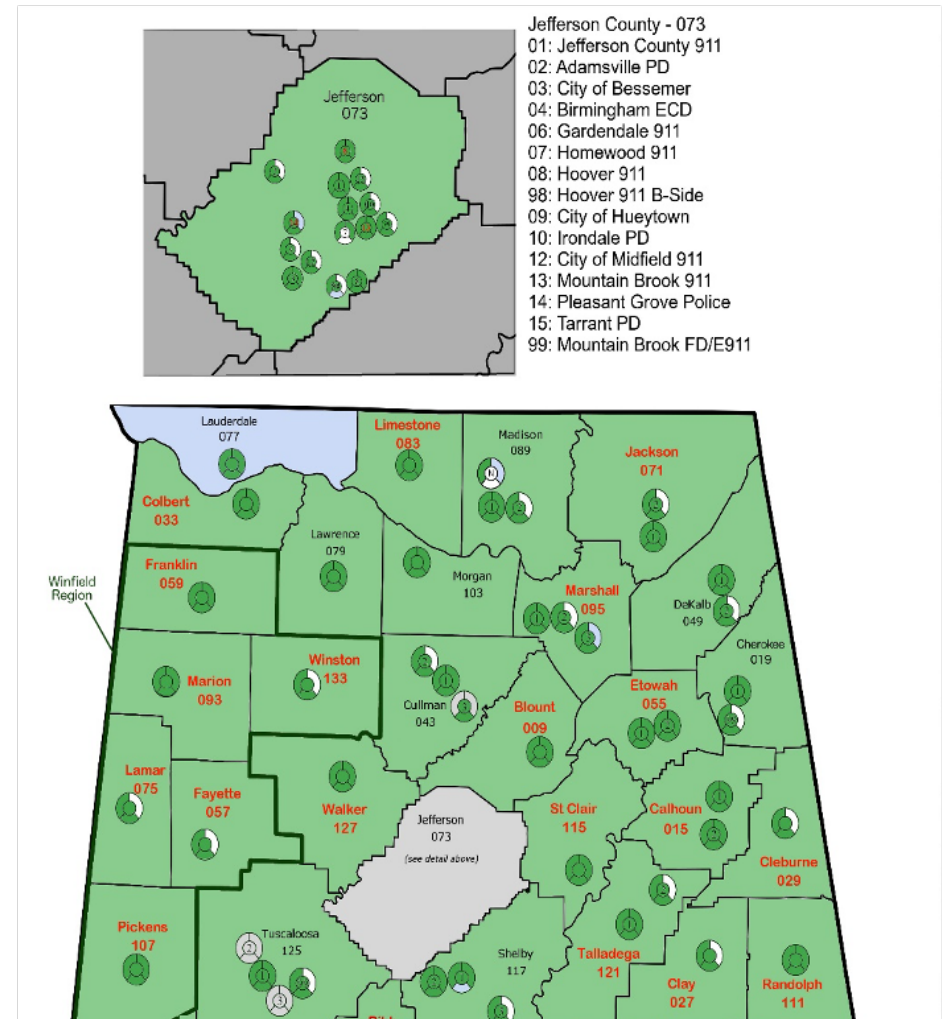 Jefferson County - 073
01: Jefferson County 911
02: Adamsville PD
03: City of Bessemer
04: Birmingham ECD
06: Gardendale 911
07: Homewood 911
08: Hoover 911
98: Hoover 911 B-Side
09: City of Hueytown
10: Irondale PD
12: City of Midfield 911
13: Mountain Brook 911
14: Pleasant Grove Police
15: Tarrant PD
99: Mountain Brook FD/E911
Jefferson
073
Lauderdale
077
Limestone
083
Madison
089
Jackson
071
Colbert
033
Lawrence
079
Morgan
103
Franklin
059
Winfield
Region
Marshall
095
DeKalb
049
Cherokee
019
Marion
093
Winston
133
Cullman
043
Blount
009
Etowah
055
Lamar
075
Fayette
057
Walker
127
Jefferson
073
(see detail above)
St Clair
115
Calhoun
015
Cleburne
029
Pickens
107
Tuscaloosa
125
2
3
Shelby
117
Talladega
121
Clay
027
Randolph
111